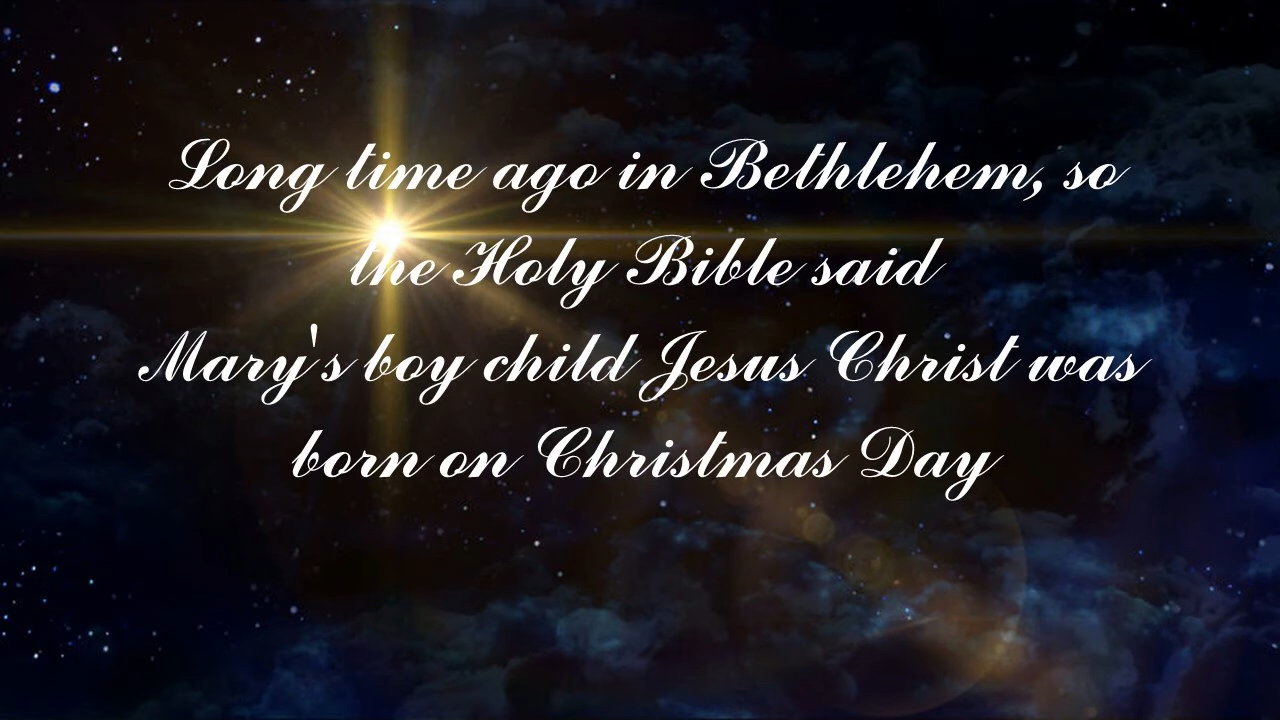 Long time ago in Bethlehem, so
the Holy Bible said
Mary's boy child Jesus Christ was
born on Christmas Day